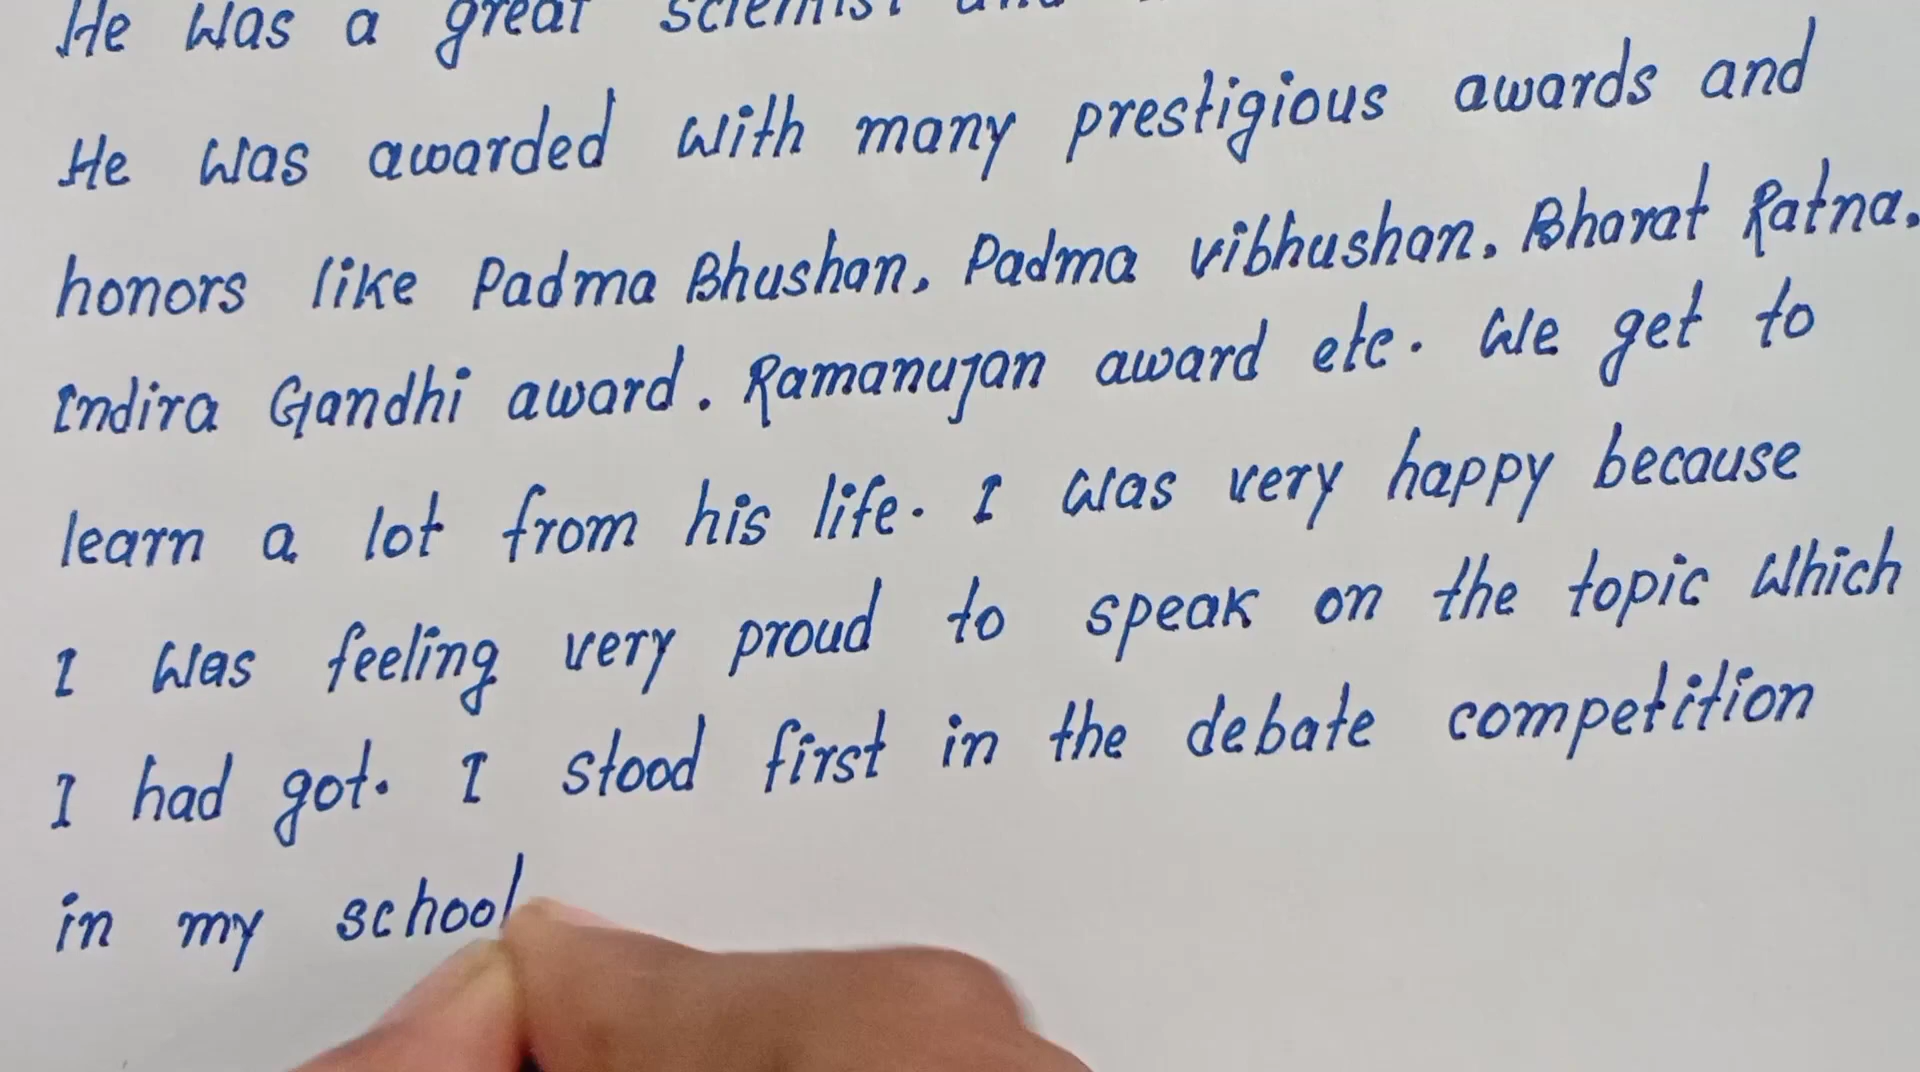 He was a great scientist and
He was awarded with many prestigious awards and
honors like Padma Bhushan, Padma vibhushan, Bharat Ratna,
Indira Gandhi award, Ramanujan award etc. We get to
learn a lot from his life. I was very happy because
I was feeling very proud to speak on the topic which
I had got. I stood first in the debate competition
in my school